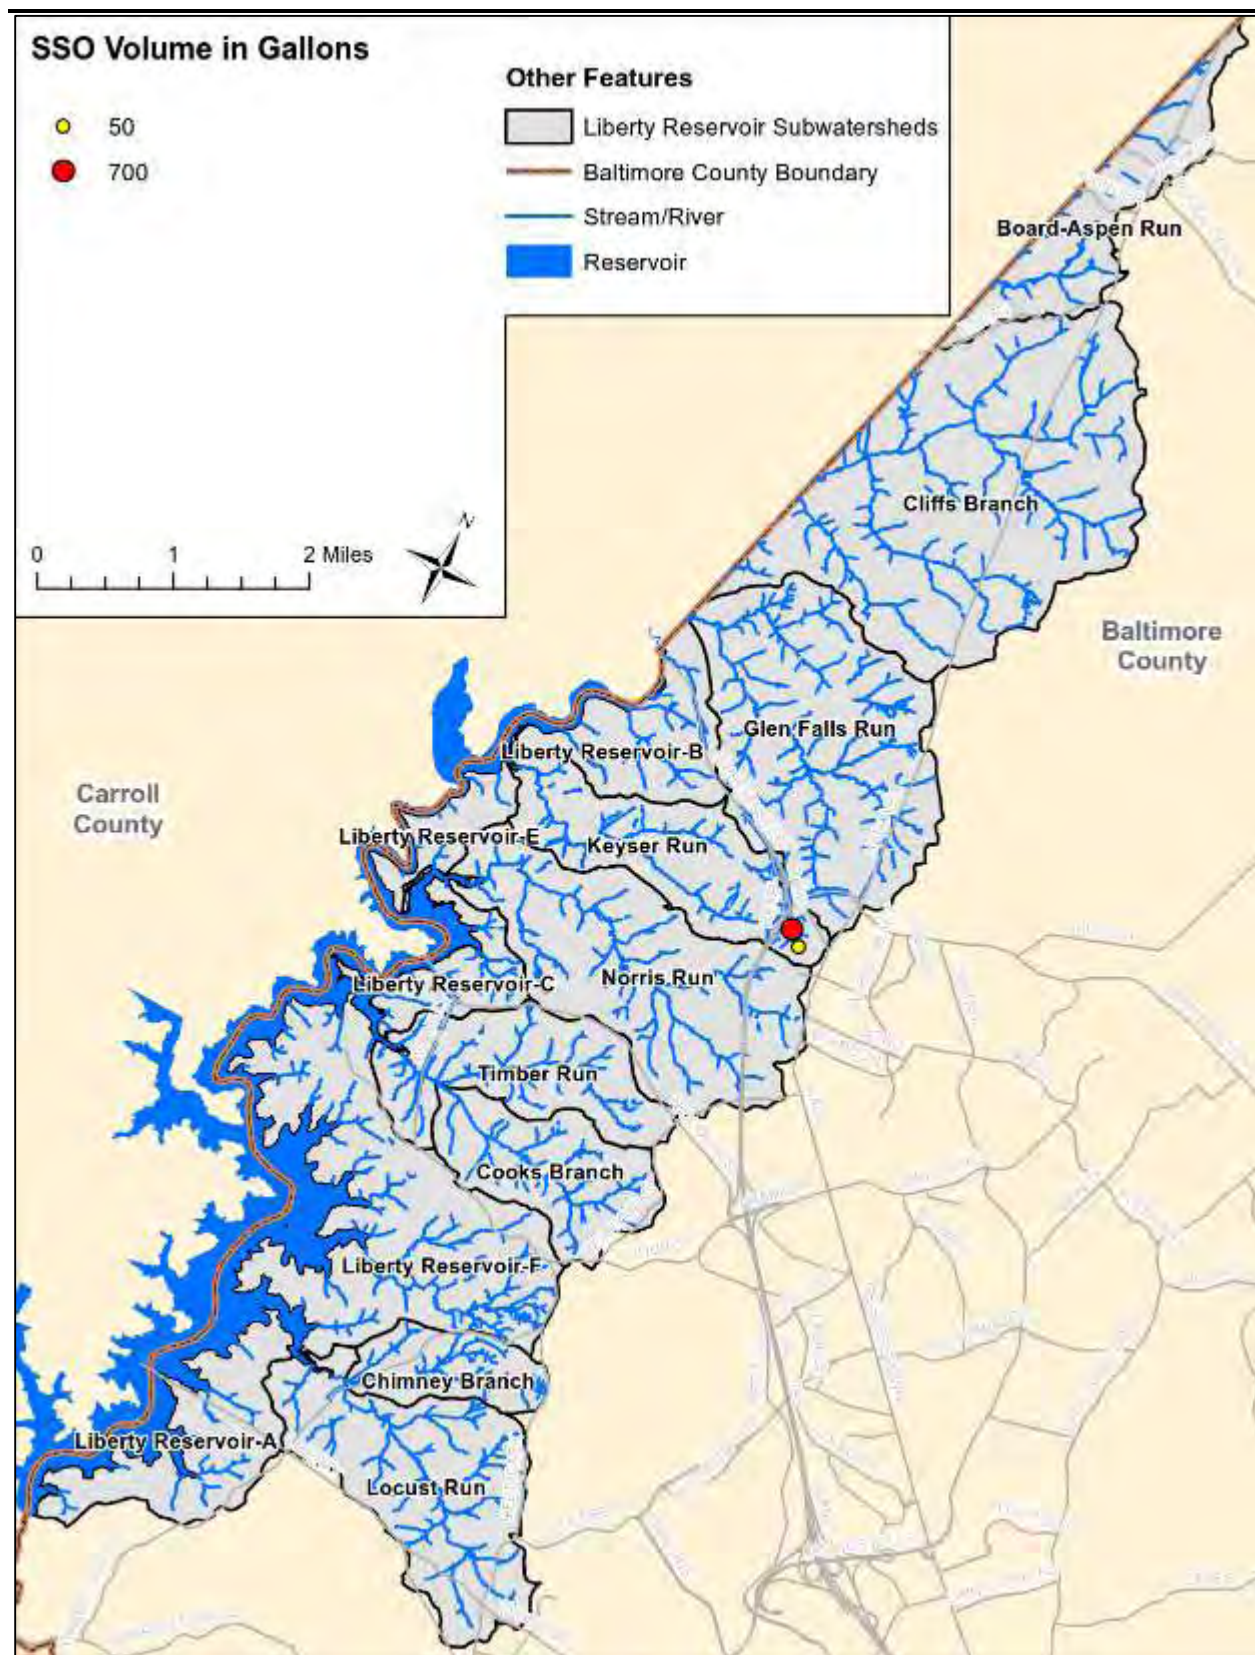 SSO Volume in Gallons
50
700
Other Features
Liberty Reservoir Subwatersheds
Baltimore County Boundary
Stream/River
Reservoir
N
0 1 2 Miles
Board-Aspen Run
Cliffs Branch
Baltimore
County
Glen Falls Run
Liberty Reservoir-B
Carroll
County
Liberty Reservoir-E
Keyser Run
Norris Run
Liberty Reservoir-C
Timber Run
Cooks Branch
Liberty Reservoir-F
Chimney Branch
Liberty Reservoir-A
Locust Run